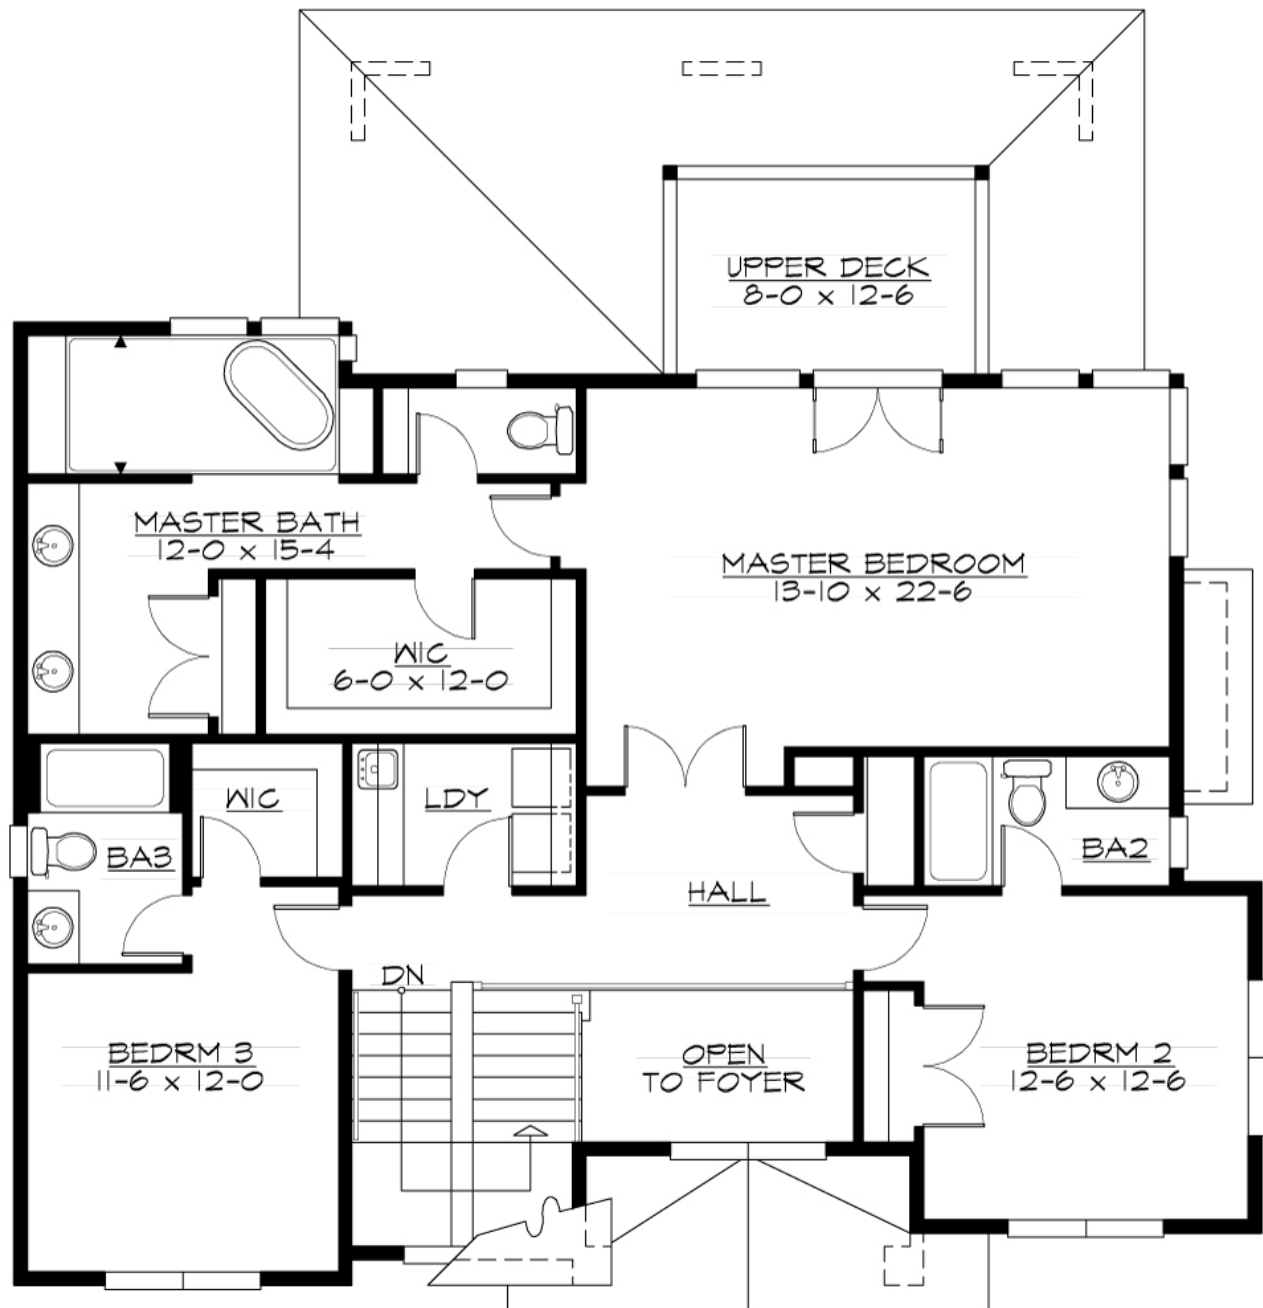 UPPER DECK
8-0 x 12-6
MASTER BATH
12-0 x 15-4
MASTER BEDROOM
13-10 x 22-6
WIC
6-0 x 12-0
WIC
LDY
BA3
BA2
HALL
DN
BEDRM 3
11-6 x 12-0
OPEN
TO FOYER
BEDRM 2
12-6 x 12-6